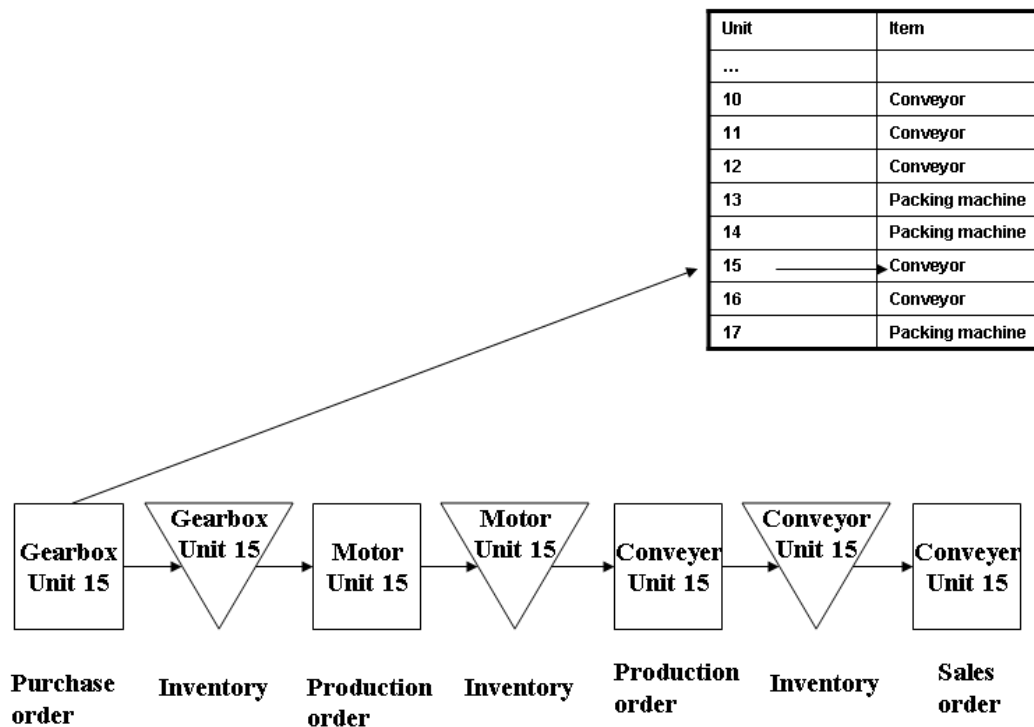 Unit Item
...
10 Conveyor
11 Conveyor
12 Conveyor
13 Packing machine
14 Packing machine
15 Conveyor
16 Conveyor
17 Packing machine
Gearbox
Unit 15
Gearbox
Unit 15
Motor
Unit 15
Motor
Unit 15
Conveyer
Unit 15
Conveyor
Unit 15
Conveyer
Unit 15
Purchase
order
Inventory
Production
order
Inventory
Production
order
Inventory
Sales
order